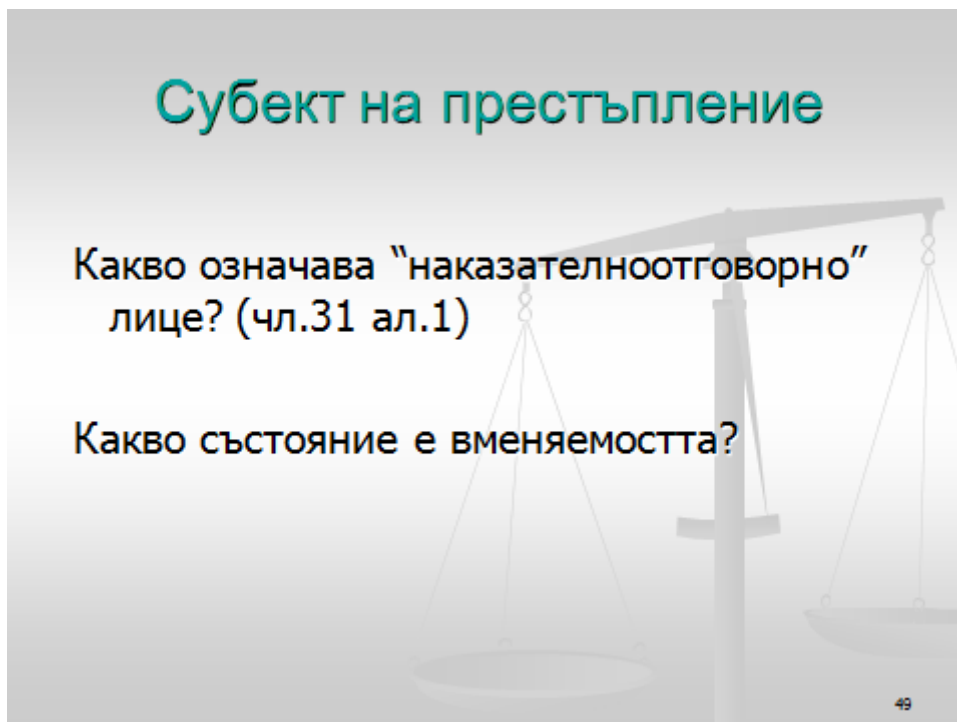 Субект на престъпление
Какво означава “наказателноотговорно”
лице? (чл.31 ал.1)
Какво състояние е вменяемостта?
49